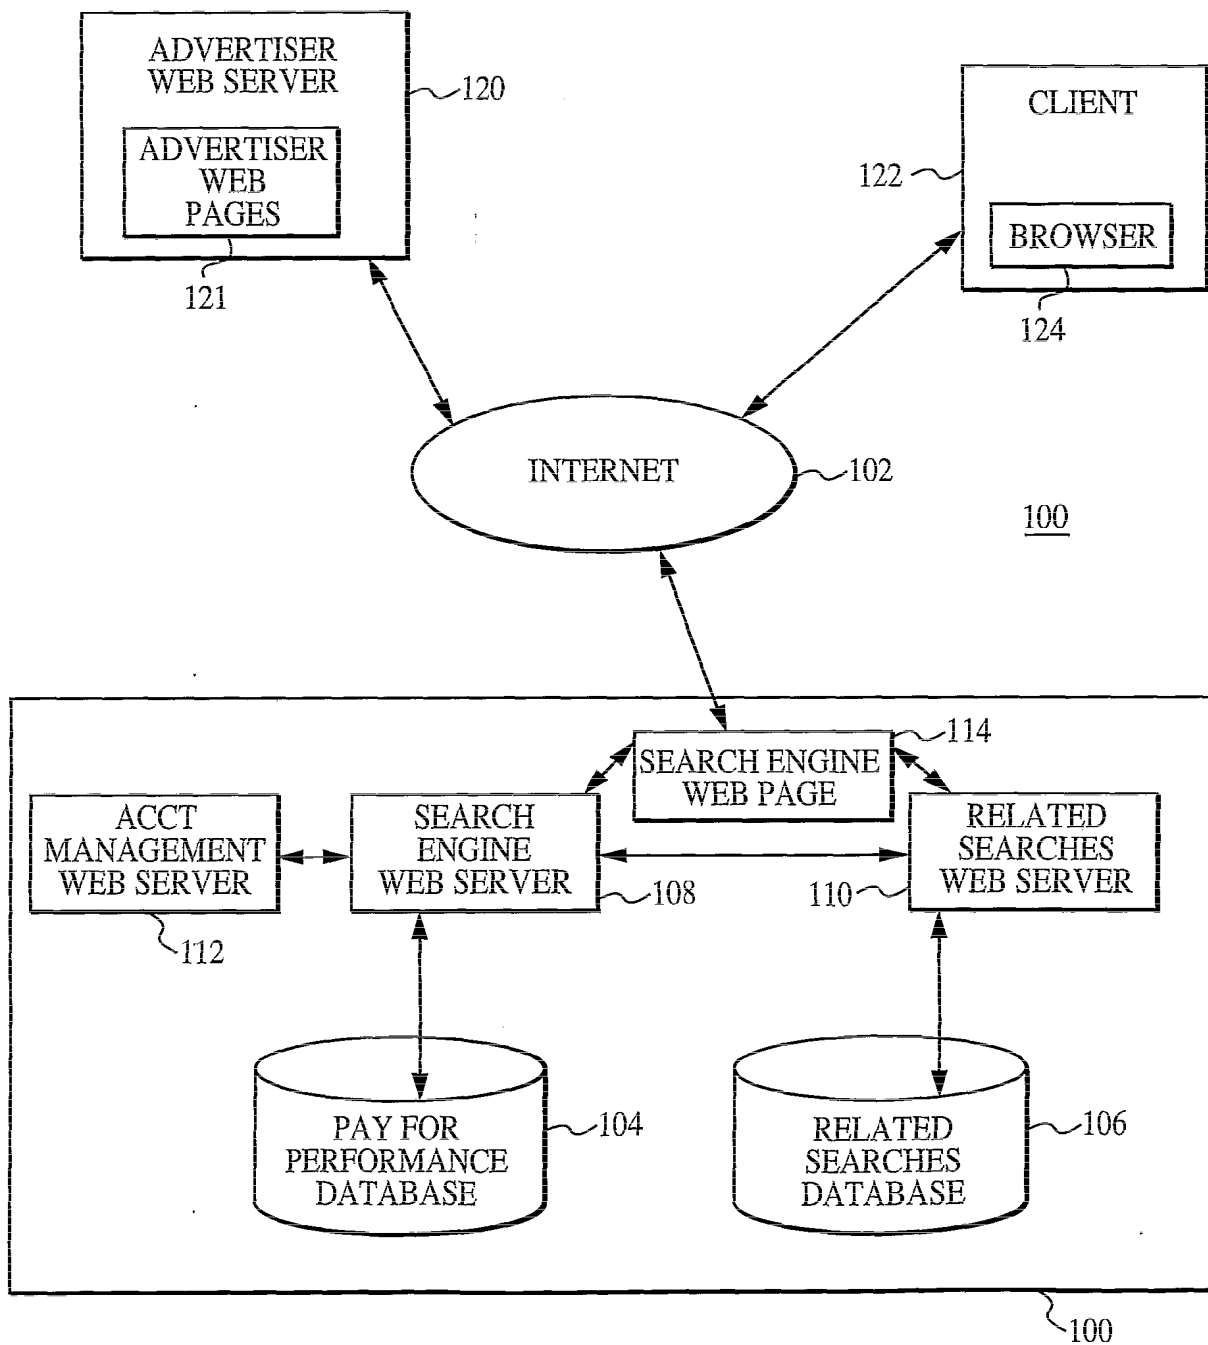 ADVERTISER
WEB SERVER
120
ADVERTISER
WEB
PAGES
121
CLIENT
122
BROWSER
124
INTERNET
102
100
114
SEARCH ENGINE
WEB PAGE
ACCT
MANAGEMENT
WEB SERVER
112
SEARCH
ENGINE
WEB SERVER
108
RELATED
SEARCHES
WEB SERVER
110
PAY FOR
PERFORMANCE
DATABASE
104
RELATED
SEARCHES
DATABASE
106
100